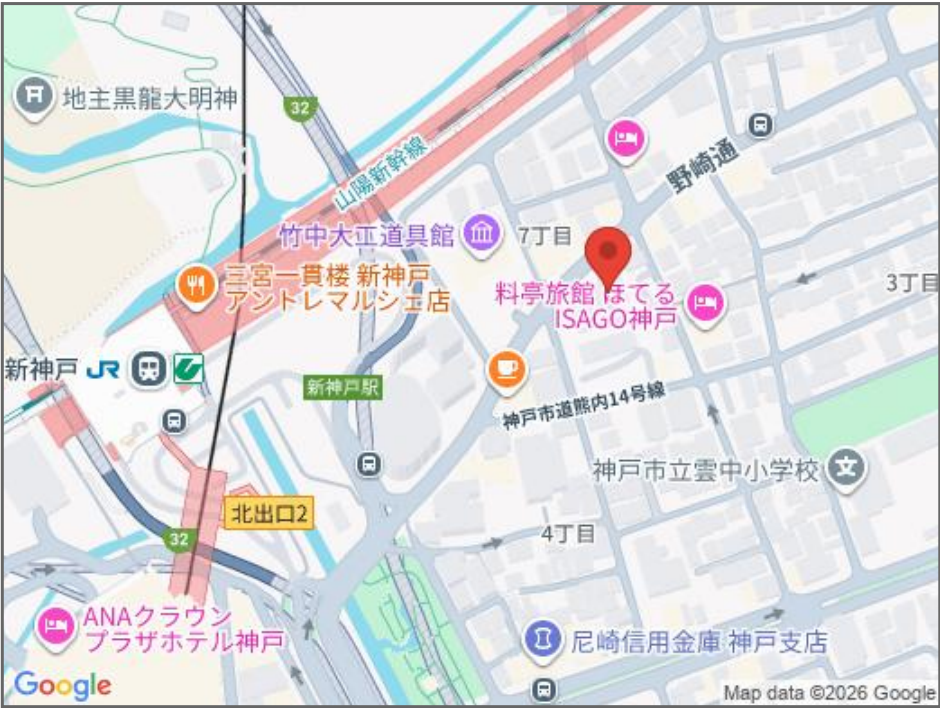 地主黒龍大明神
32
山陽新幹線
野崎通
竹中大工道具館
7丁目
三宮一貫楼 新神戸
アントレマルシェ店
3丁目
料亭旅館 ほてる
ISAGO神戸
新神戸 JR
新神戸駅
神戸市道熊内14号線
神戸市立雲中小学校
北出口2
4丁目
32
ANAクラウン
プラザホテル神戸
尼崎信用金庫 神戸支店
Google
Map data ©2026 Google